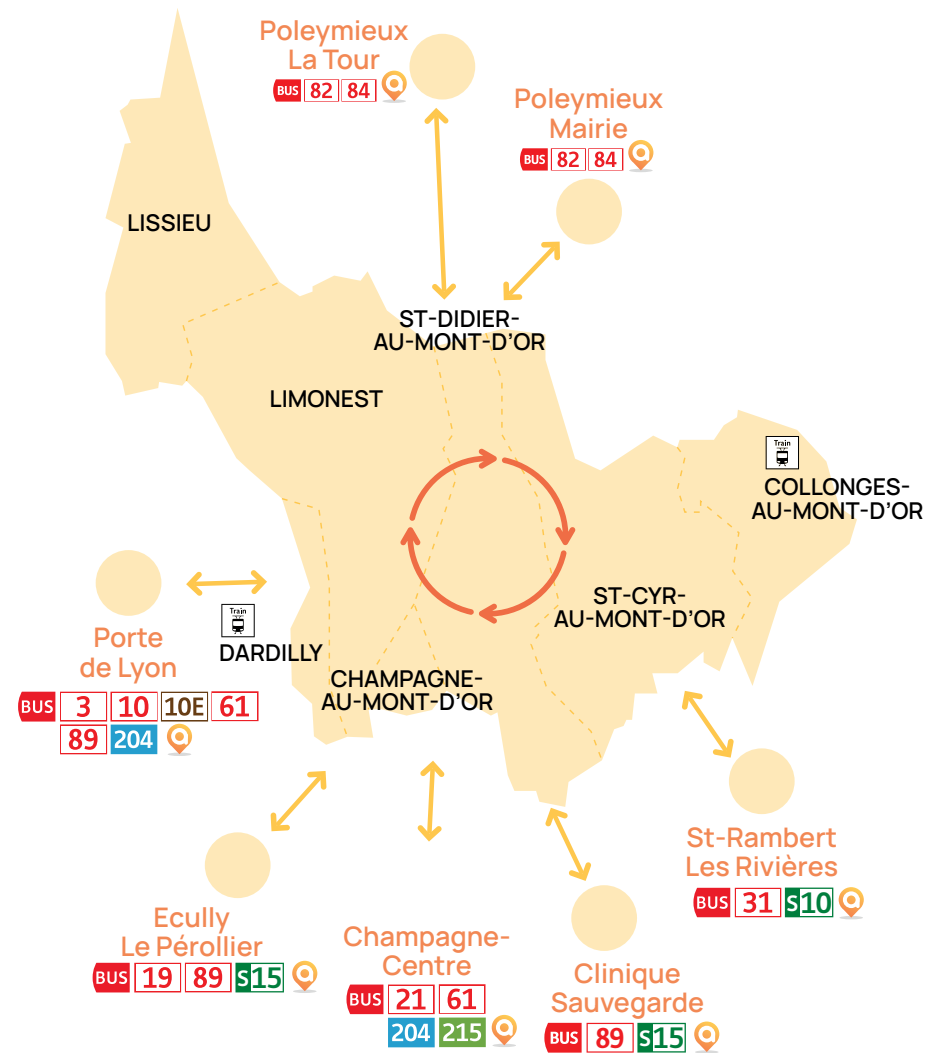 Poleymieux
La Tour
BUS 82 84
Poleymieux
Mairie
BUS 82 84
LISSIEU
ST-DIDIER-
AU-MONT-D'OR
LIMONEST
Train
COLLONGES-
AU-MONT-D'OR
ST-CYR-
AU-MONT-D'OR
Train
DARDILLY
Porte
de Lyon
BUS 3 10 10E 61
89 204
CHAMPAGNE-
AU-MONT-D'OR
St-Rambert
Les Rivières
BUS 31 S10
Ecully
Le Pérollier
BUS 19 89 S15
Champagne-
Centre
BUS 21 61
204 215
Clinique
Sauvegarde
BUS 89 S15